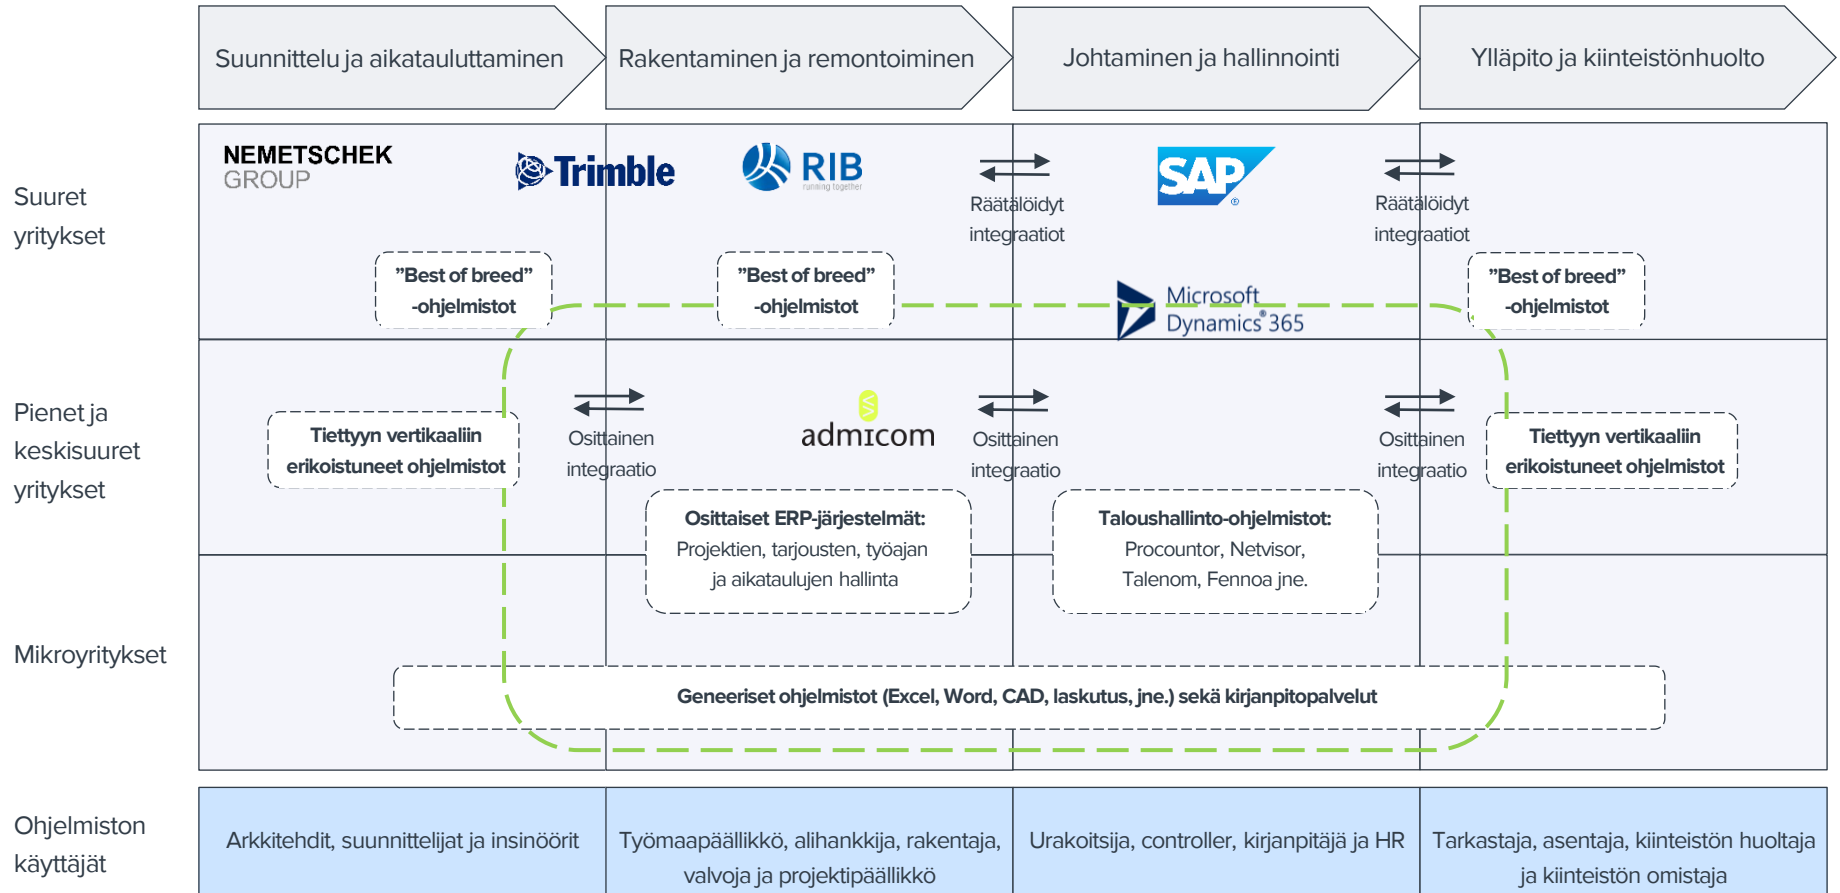 Suunnittelu ja aikatauluttaminen
Rakentaminen ja remontoiminen
Johtaminen ja hallinnointi
Ylläpito ja kiinteistönhuolto
Suuret
yritykset
NEMETSCHEK
GROUP
Trimble
RIB
running together
Räätälöidyt
integraatiot
SAP
®
Räätälöidyt
integraatiot
”Best of breed”
-ohjelmistot
”Best of breed”
-ohjelmistot
Microsoft
Dynamics® 365
”Best of breed”
-ohjelmistot
Pienet ja
keskisuuret
yritykset
Tiettyyn vertikaaliin
erikoistuneet ohjelmistot
Osittainen
integraatio
admicom
Osittainen
integraatio
Osittainen
integraatio
Tiettyyn vertikaaliin
erikoistuneet ohjelmistot
Osittaiset ERP-järjestelmät:
Projektien, tarjousten, työajan
ja aikataulujen hallinta
Taloushallinto-ohjelmistot:
Procountor, Netvisor,
Talenom, Fennoa jne.
Mikroyritykset
Geneeriset ohjelmistot (Excel, Word, CAD, laskutus, jne.) sekä kirjanpitopalvelut
Ohjelmiston
käyttäjät
Arkkitehdit, suunnittelijat ja insinöörit
Työmaapäällikkö, alihankkija, rakentaja,
valvoja ja projektipäällikkö
Urakoitsija, controller, kirjanpitäjä ja HR
Tarkastaja, asentaja, kiinteistön huoltaja
ja kiinteistön omistaja